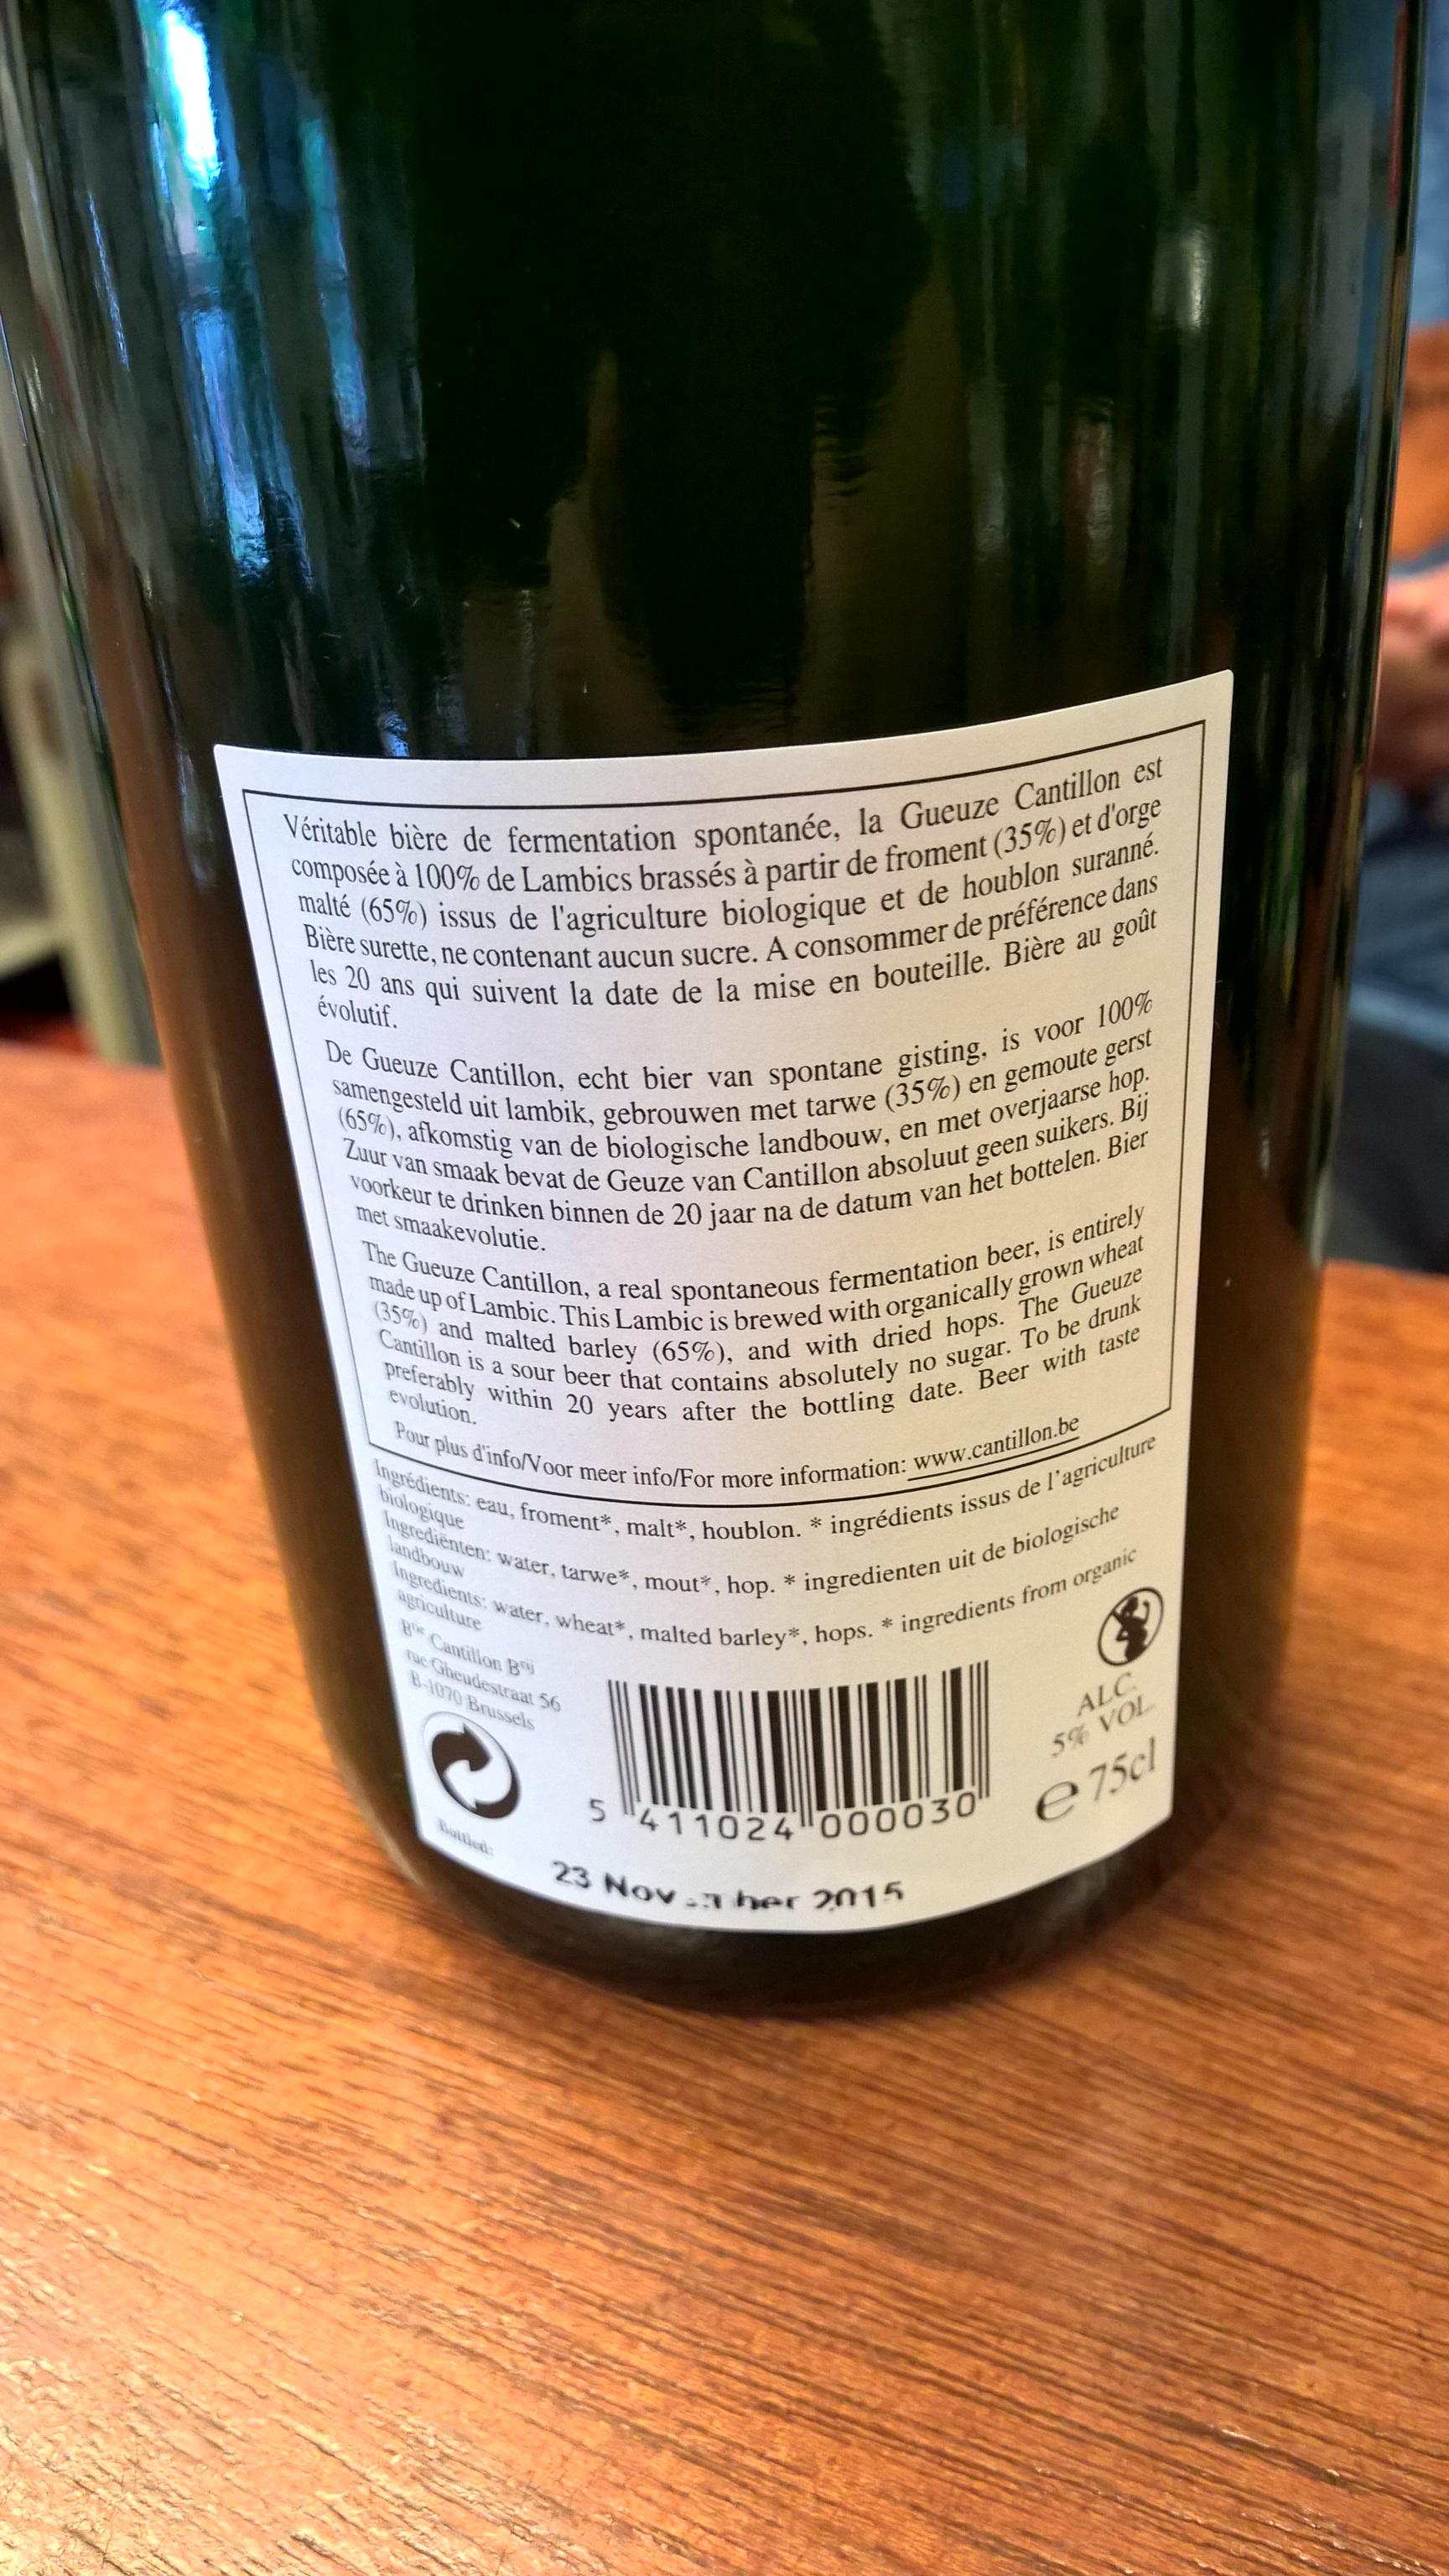 Véritable bière de fermentation spontanée, la Gueuze Cantillon est
composée à 100% de Lambics brassés à partir de froment (35%) et d'orge
malté (65%) issus de l'agriculture biologique et de houblon suranné.
Bière surette, ne contenant aucun sucre. A consommer de préférence dans
les 20 ans qui suivent la date de la mise en bouteille. Bière au goût
évolutif.
De Gueuze Cantillon, echt bier van spontane gisting, is voor 100%
samengesteld uit lambik, gebrouwen met tarwe (35%) en gemoute gerst
(65%), afkomstig van de biologische landbouw, en met overjaarse hop.
Zuur van smaak bevat de Geuze van Cantillon absoluut geen suikers. Bij
voorkeur te drinken binnen de 20 jaar na de datum van het bottelen. Bier
met smaakevolutie.
The Gueuze Cantillon, a real spontaneous fermentation beer, is entirely
made up of Lambic. This Lambic is brewed with organically grown wheat
(35%) and malted barley (65%), and with dried hops. The Gueuze
Cantillon is a sour beer that contains absolutely no sugar. To be drunk
preferably within 20 years after the bottling date. Beer with taste
evolution.
Pour plus d'info/Voor meer info/For more information: www.cantillon.be
Ingrédients: eau, froment*, malt*, houblon. * ingrédients issus de l'agriculture
biologique
Ingrediënten: water, tarwe*, mout*, hop. * ingredienten uit de biologische
landbouw
Ingredients: water, wheat*, malted barley*, hops. * ingredients from organic
agriculture
Brie Cantillon Brij
rue Gheudestraat 56
B-1070 Brussels
ALC.
5% VOL.
e 75cl
5 411024 000030
Bottled:
23 2015